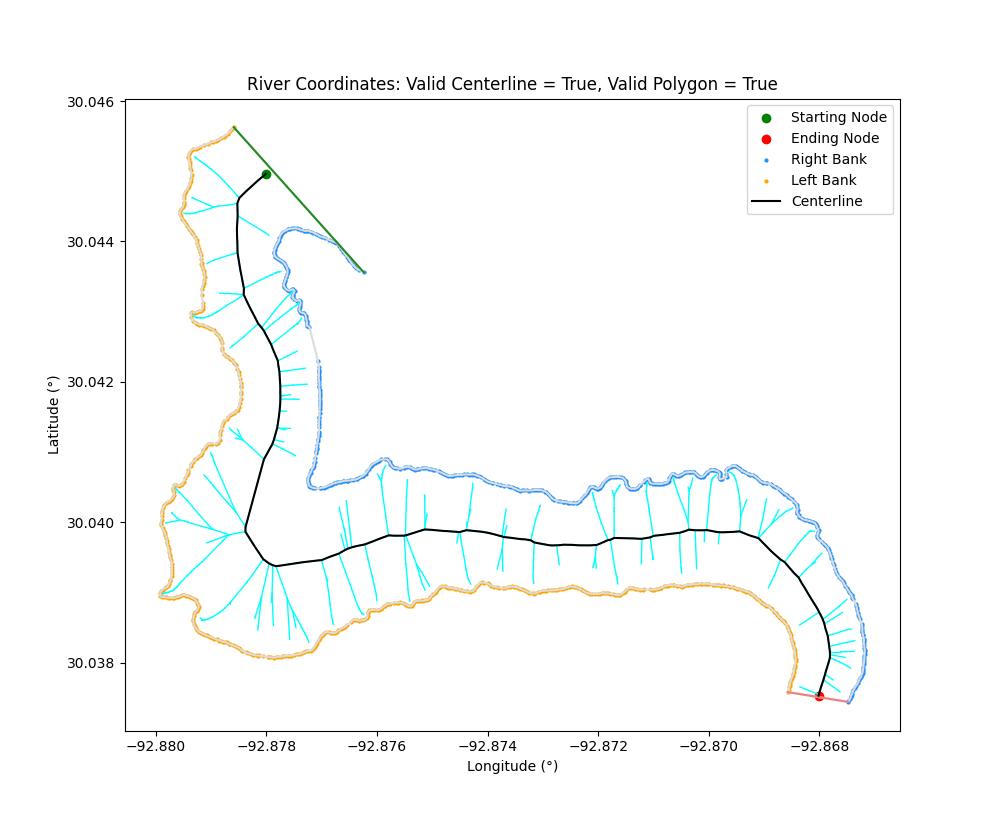 River Coordinates: Valid Centerline = True, Valid Polygon = True
30.046
30.044
30.042
30.040
30.038
Latitude (°)
−92.880
−92.878
−92.876
−92.874
−92.872
−92.870
−92.868
Longitude (°)
Starting Node
Ending Node
Right Bank
Left Bank
Centerline